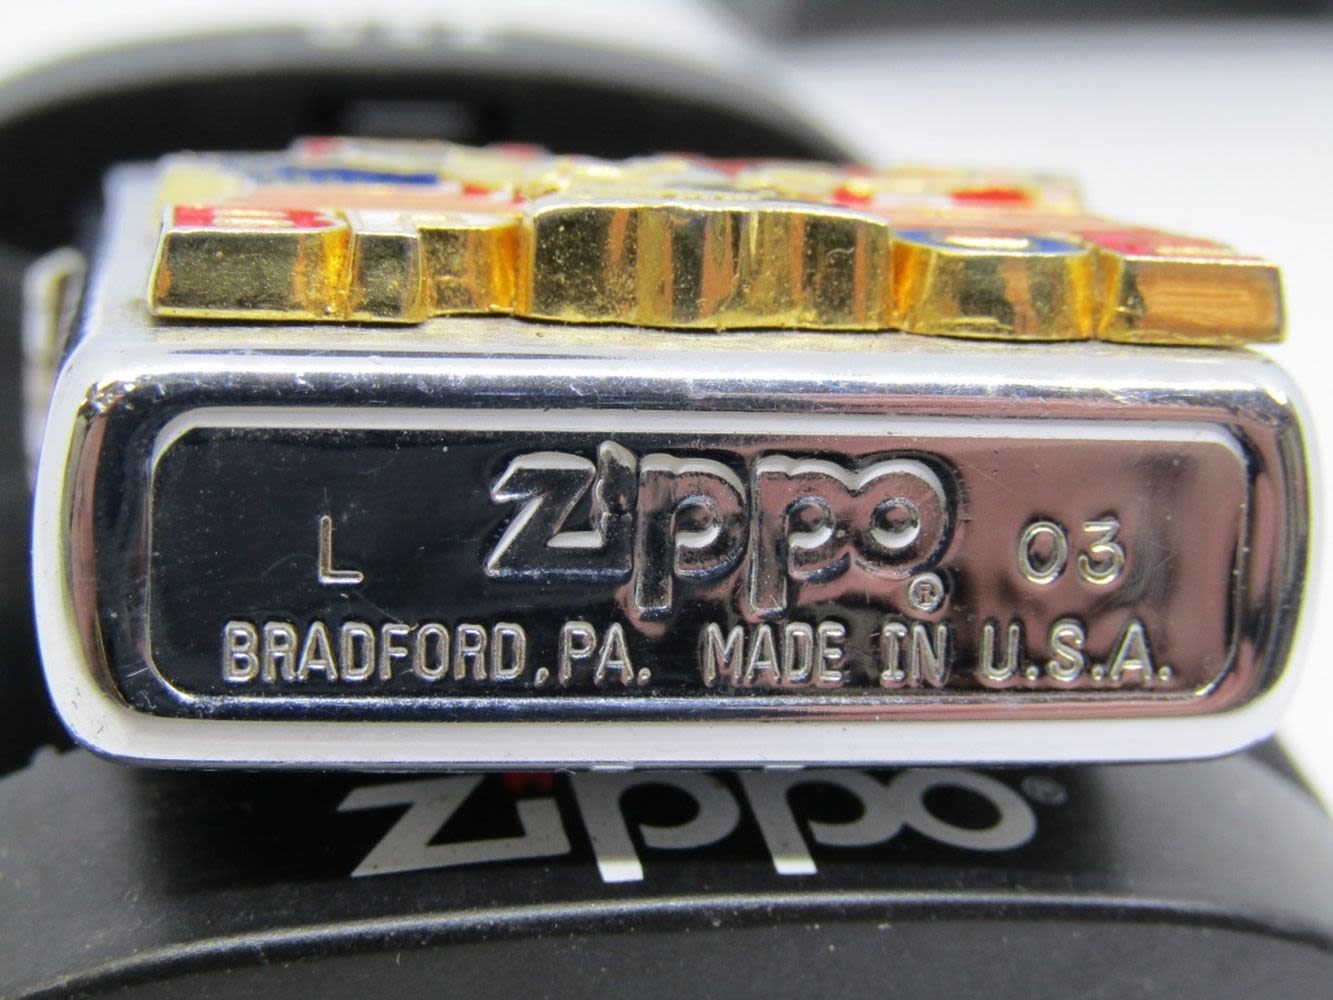 L zippo ® 03
BRADFORD, PA. MADE IN U.S.A.
zippo ®